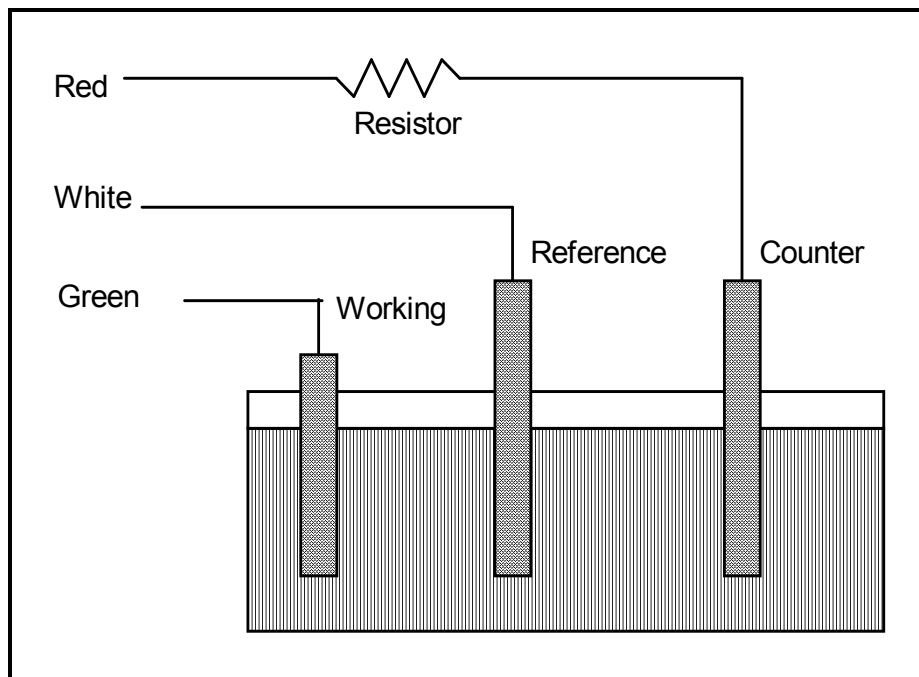 Red
Resistor
White
Reference
Counter
Green
Working